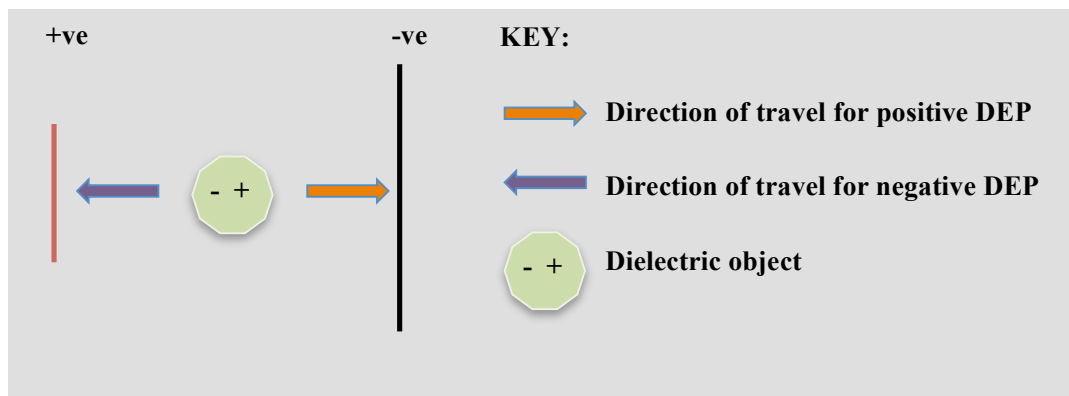 +ve
-ve
KEY:
Direction of travel for positive DEP
Direction of travel for negative DEP
- +
- +
Dielectric object